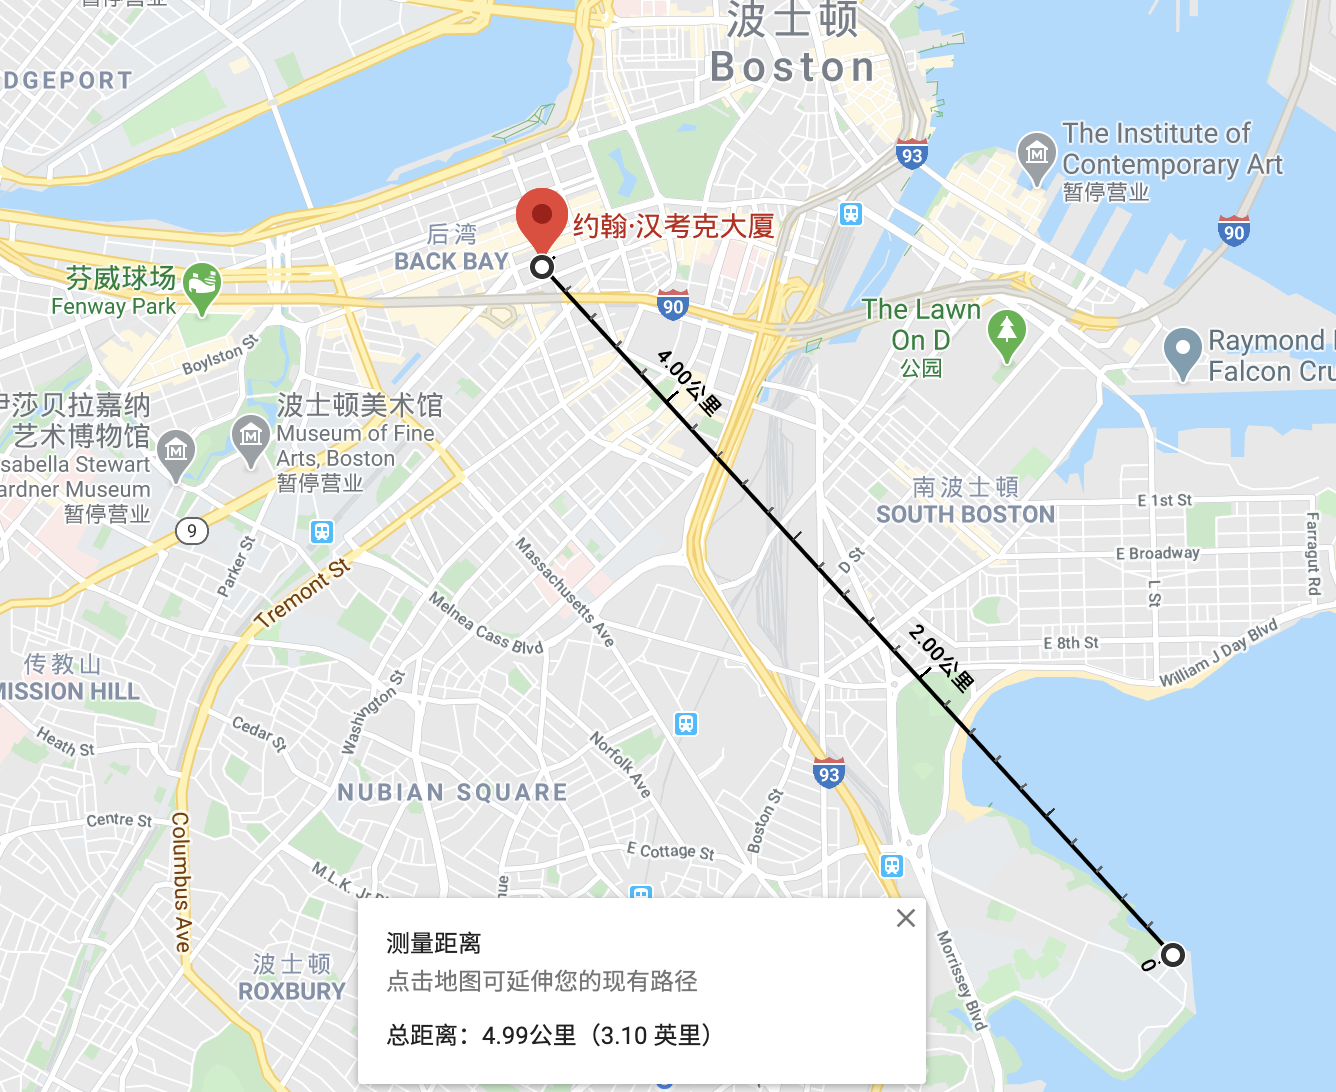 波士顿
Boston
DGEPORT
The Institute of
Contemporary Art
暂停营业
93
90
约翰·汉考克大厦
后湾
BACK BAY
芬威球场
Fenway Park
90
The Lawn
On D
公园
Raymond
Falcon Cru
Boylston St
4.00公里
伊莎贝拉嘉纳
艺术博物馆
sabella Stewart
ardner Museum
暂停营业
波士顿美术馆
Museum of Fine
Arts, Boston
暂停营业
南波士頓
SOUTH BOSTON
E 1st St
Farragut Rd
9
Parker St
E Broadway
D St
L St
Massachusetts Ave
Tremont St
Melnea Cass Blvd
2.00公里
E 8th St
William J Day Blvd
传教山
MISSION HILL
Washington St
Cedar St
Heath St
Norfolk Ave
93
NUBIAN SQUARE
Centre St
Boston St
E Cottage St
Columbus Ave
M.L.K. Jr
nue
Morrissey Blvd
0
波士顿
ROXBURY
测量距离
点击地图可延伸您的现有路径
总距离：4.99公里（3.10 英里）